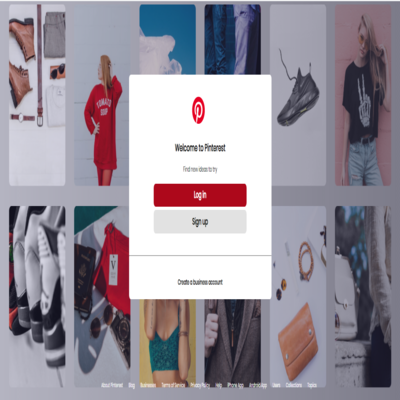 TOMATO
Welcome to Pinterest
Find new ideas to try
Log in
Sign up
Create a business account
About Pinterest Blog Businesses Terms of Service Privacy Policy Help iPhone App Android App Users Collections Topics